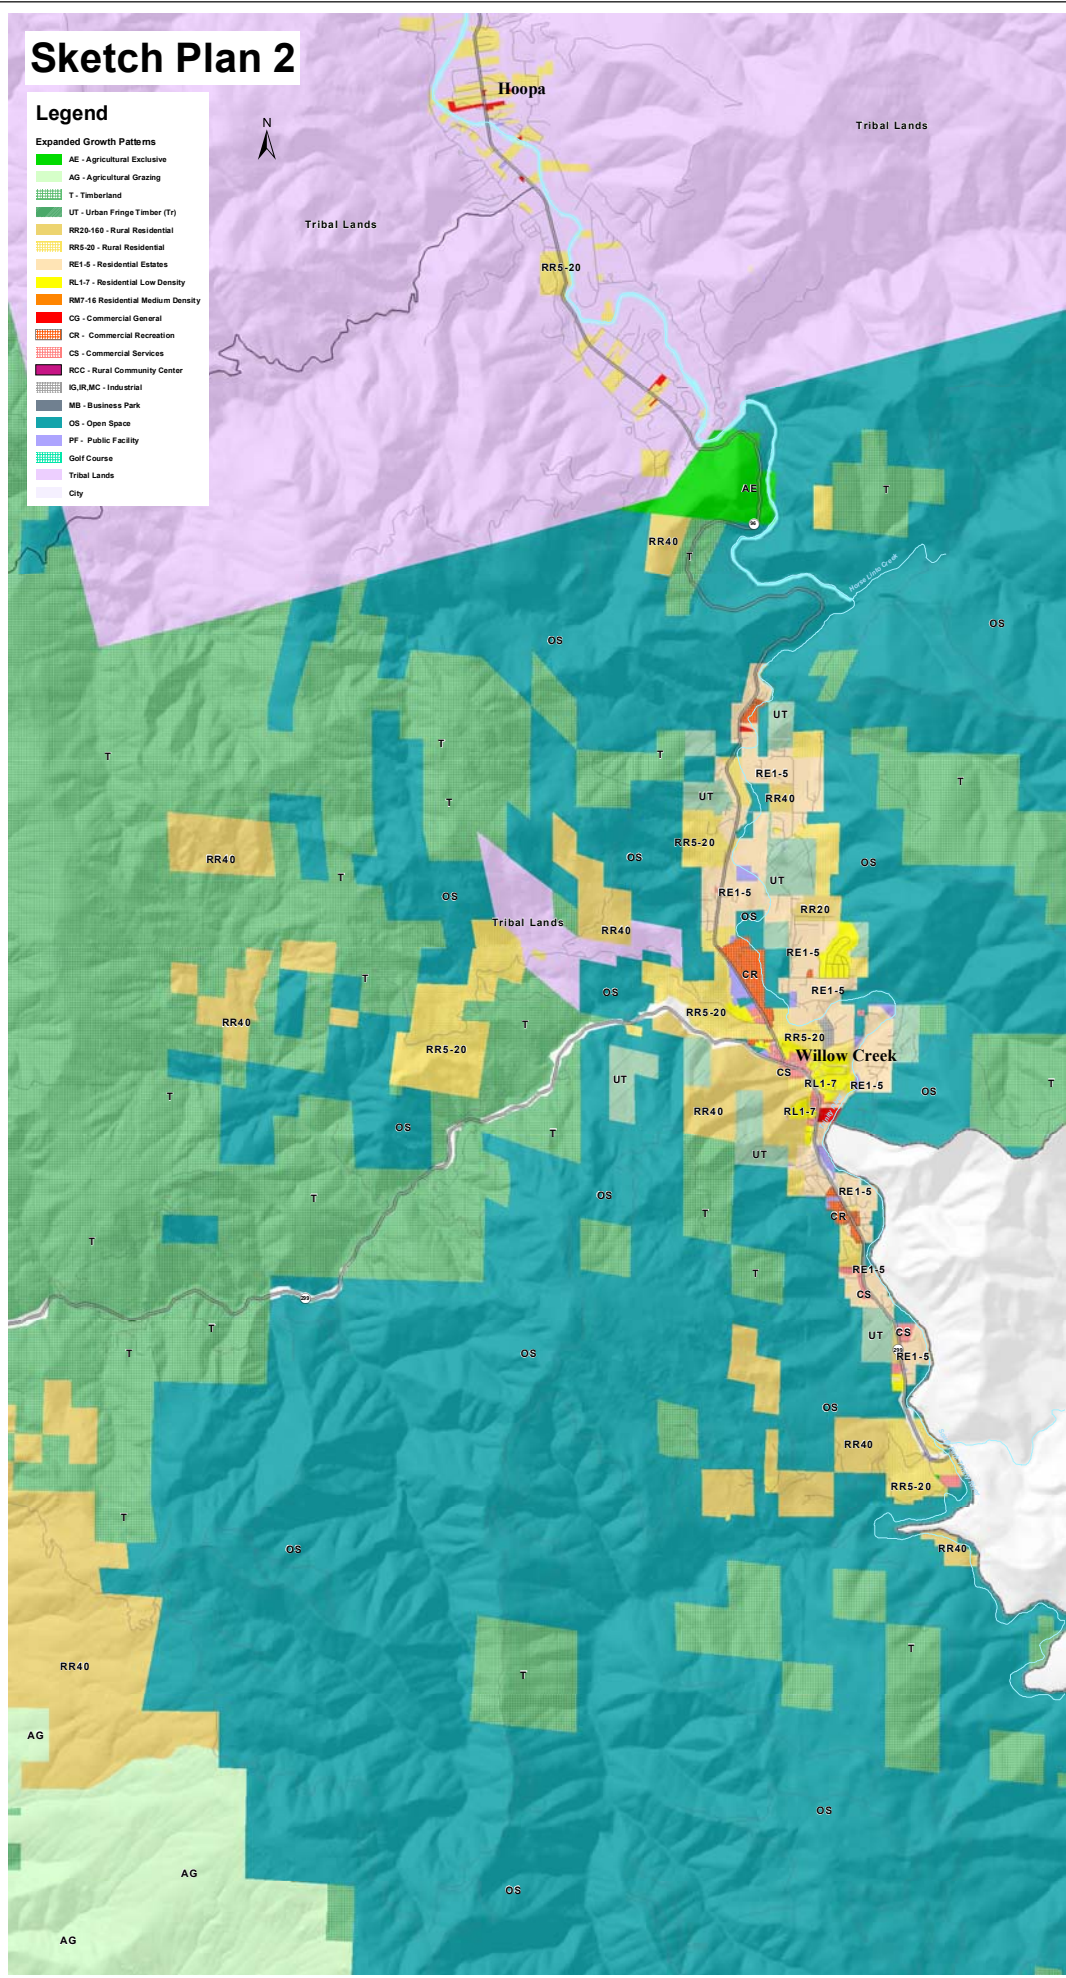 Sketch Plan 2
Legend
Expanded Growth Patterns
AE - Agricultural Exclusive
AG - Agricultural Grazing
T - Timberland
UT - Urban Fringe Timber (Tr)
RR20-160 - Rural Residential
RR5-20 - Rural Residential
RE1-5 - Residential Estates
RL1-7 - Residential Low Density
RM7-16 Residential Medium Density
CG - Commercial General
CR - Commercial Recreation
CS - Commercial Services
RCC - Rural Community Center
IG,IR,MC - Industrial
MB - Business Park
OS - Open Space
PF - Public Facility
Golf Course
Tribal Lands
City
N
Hoopa
Tribal Lands
Tribal Lands
RR5-20
AE
T
96
RR40
T
Horse Linto Creek
OS
OS
UT
T
T
T
RE1-5
T
T
UT
RR40
RR5-20
RR40
OS
OS
T
UT
OS
RE1-5
RR20
OS
Tribal Lands
RR40
RE1-5
T
CR
OS
RE1-5
RR5-20
RR40
T
RR5-20
RR5-20
Willow Creek
CS
UT
RL1-7
RE1-5
T
OS
T
RR40
RL1-7
OS
T
UT
RE1-5
OS
T
T
CR
T
RE1-5
T
CS
299
T
CS
UT
299
RE1-5
T
OS
OS
RR40
RR5-20
T
OS
RR40
T
RR40
T
AG
OS
AG
OS
AG